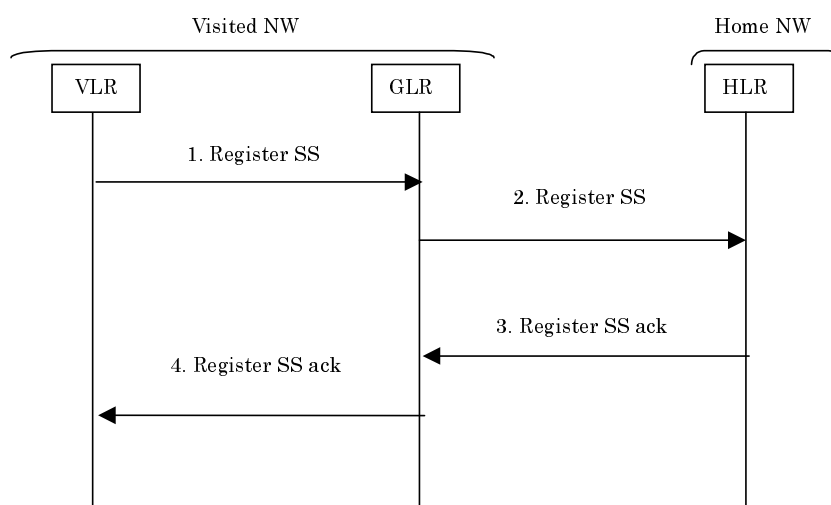 Visited NW
Home NW
VLR
GLR
HLR
1. Register SS
2. Register SS
3. Register SS ack
4. Register SS ack